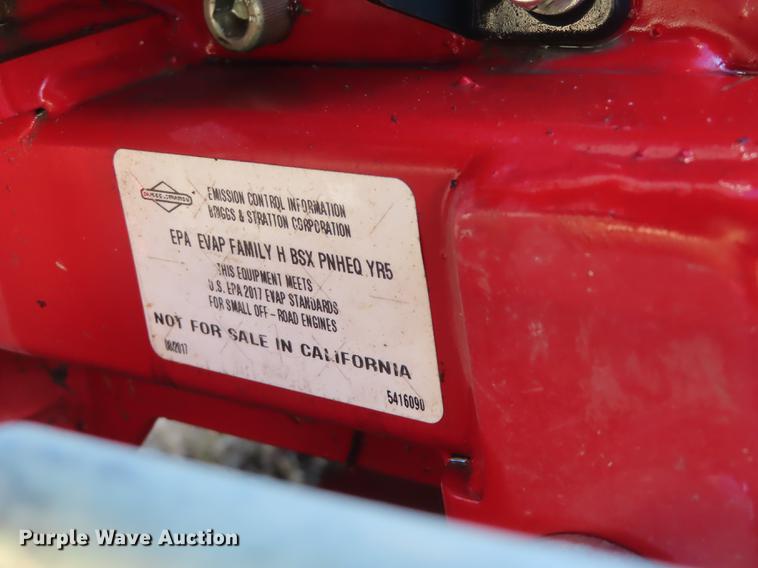 BRIGGS & STRATTON
EMISSION CONTROL INFORMATION
BRIGGS & STRATTON CORPORATION
EPA EVAP FAMILY H BSX PNHEQ YR5
THIS EQUIPMENT MEETS
U.S. EPA 2017 EVAP STANDARDS
FOR SMALL OFF-ROAD ENGINES
NOT FOR SALE IN CALIFORNIA
5416090
Purple Wave Auction